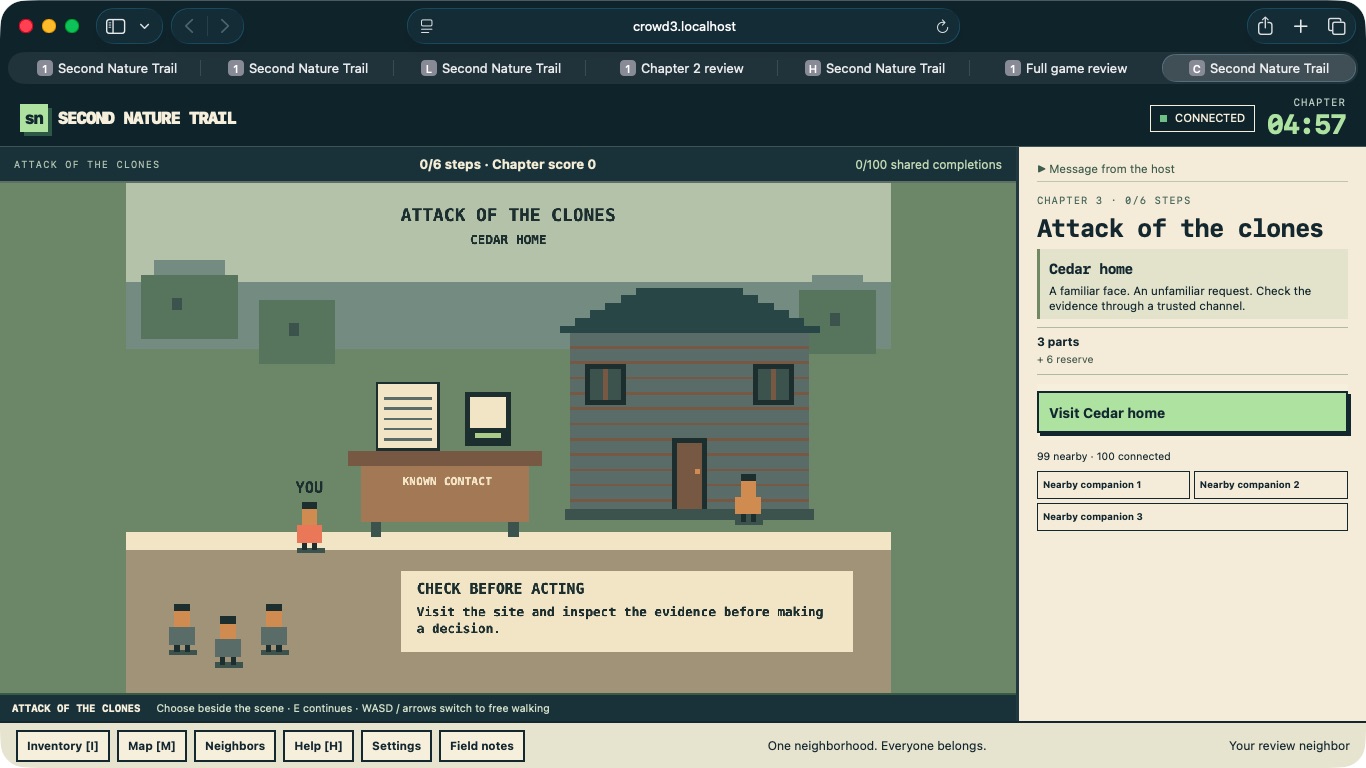 crowd3.localhost
1 Second Nature Trail
1 Second Nature Trail
L Second Nature Trail
1 Chapter 2 review
H Second Nature Trail
1 Full game review
C Second Nature Trail
sn SECOND NATURE TRAIL
CONNECTED
CHAPTER
04:57
ATTACK OF THE CLONES
0/6 steps · Chapter score 0
0/100 shared completions
ATTACK OF THE CLONES
CEDAR HOME
KNOWN CONTACT
YOU
CHECK BEFORE ACTING
Visit the site and inspect the evidence before making
a decision.
ATTACK OF THE CLONES
Choose beside the scene · E continues · WASD / arrows switch to free walking
Message from the host
CHAPTER 3 · 0/6 STEPS
Attack of the clones
Cedar home
A familiar face. An unfamiliar request. Check the
evidence through a trusted channel.
3 parts
+ 6 reserve
Visit Cedar home
99 nearby · 100 connected
Nearby companion 1
Nearby companion 2
Nearby companion 3
Inventory [I]
Map [M]
Neighbors
Help [H]
Settings
Field notes
One neighborhood. Everyone belongs.
Your review neighbor